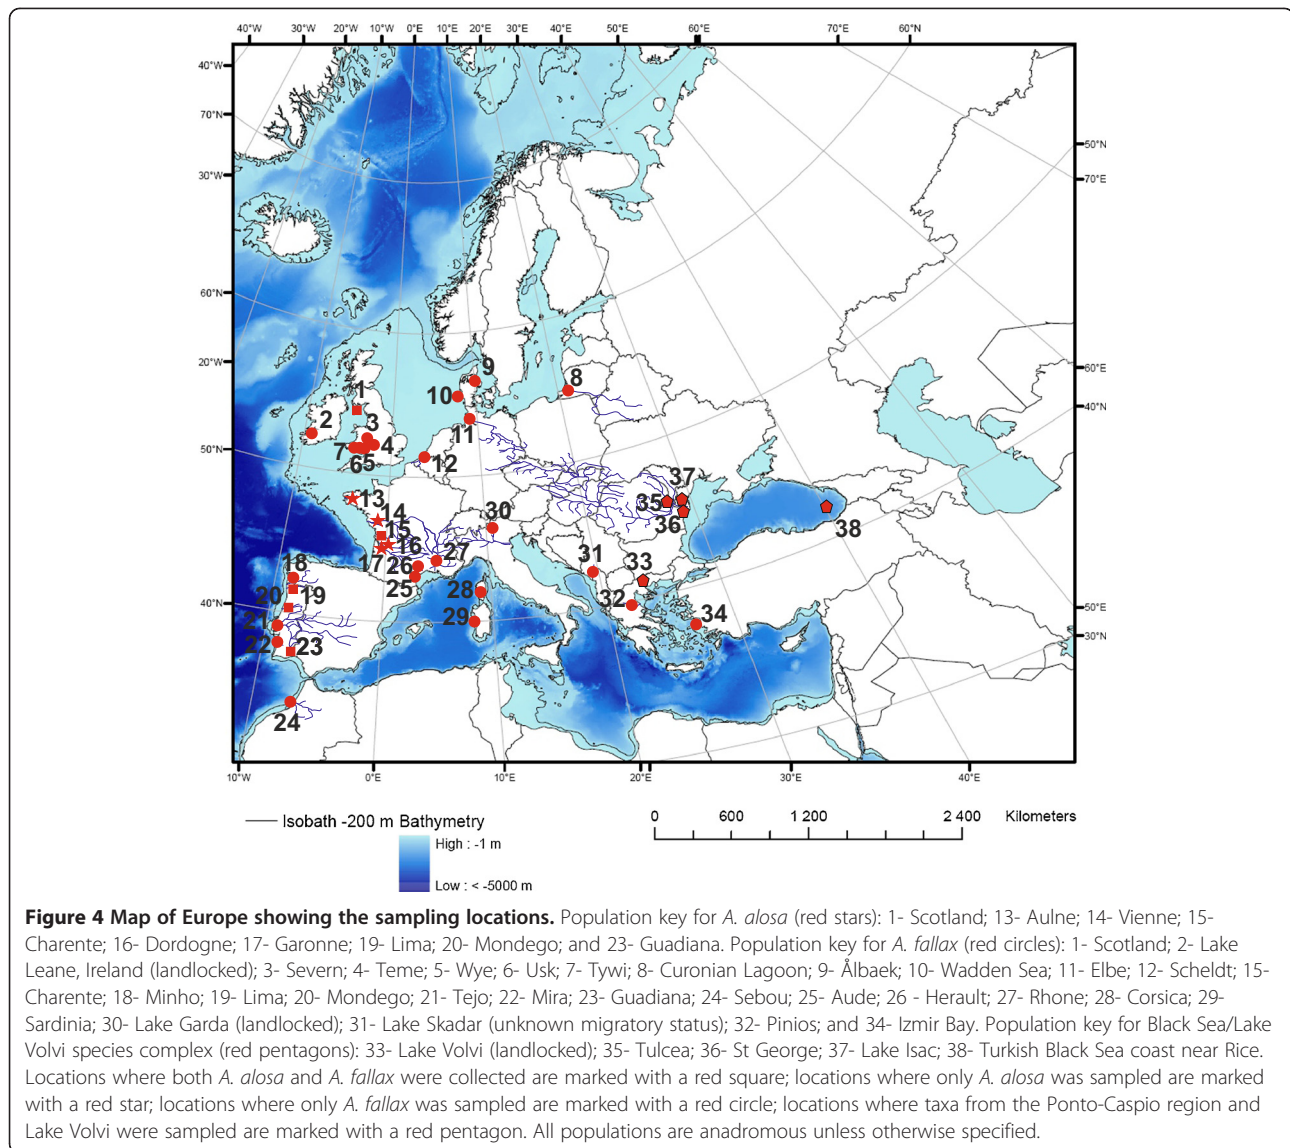 40°W 30°W 20°W 10°W 0°E 10°E 20°E 30°E 40°E 50°E 60°E 70°E 60°N
40°W
70°N
30°W
60°N
20°W
50°N
40°N
50°N
70°E
60°E
40°N
50°E
30°N
9
8
10
1
2
3
11
7
4
12
65
37
13
35
14
30
36
38
15
16
17
27
26
31
33
25
18
28
32
20
19
34
29
21
22
23
24
10°W 0°E 10°E 20°E 30°E 40°E
Isobath -200 m Bathymetry
High : -1 m
Low : < -5000 m
0 600 1 200 2 400 Kilometers
Figure 4 Map of Europe showing the sampling locations. Population key for A. alosa (red stars): 1- Scotland; 13- Aulne; 14- Vienne; 15-
Charente; 16- Dordogne; 17- Garonne; 19- Lima; 20- Mondego; and 23- Guadiana. Population key for A. fallax (red circles): 1- Scotland; 2- Lake
Leane, Ireland (landlocked); 3- Severn; 4- Teme; 5- Wye; 6- Usk; 7- Tywi; 8- Curonian Lagoon; 9- Ålbaek; 10- Wadden Sea; 11- Elbe; 12- Scheldt; 15-
Charente; 18- Minho; 19- Lima; 20- Mondego; 21- Tejo; 22- Mira; 23- Guadiana; 24- Sebou; 25- Aude; 26 - Herault; 27- Rhone; 28- Corsica; 29-
Sardinia; 30- Lake Garda (landlocked); 31- Lake Skadar (unknown migratory status); 32- Pinios; and 34- Izmir Bay. Population key for Black Sea/Lake
Volvi species complex (red pentagons): 33- Lake Volvi (landlocked); 35- Tulcea; 36- St George; 37- Lake Isac; 38- Turkish Black Sea coast near Rice.
Locations where both A. alosa and A. fallax were collected are marked with a red square; locations where only A. alosa was sampled are marked
with a red star; locations where only A. fallax was sampled are marked with a red circle; locations where taxa from the Ponto-Caspio region and
Lake Volvi were sampled are marked with a red pentagon. All populations are anadromous unless otherwise specified.